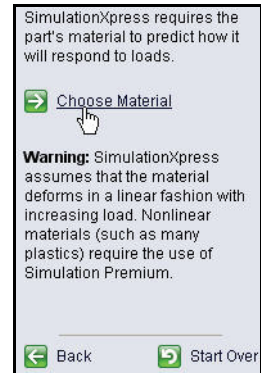 SimulationXpress requires the
part's material to predict how it
will respond to loads.
Choose Material
Warning: SimulationXpress
assumes that the material
deforms in a linear fashion with
increasing load. Nonlinear
materials (such as many
plastics) require the use of
Simulation Premium.
Back
Start Over